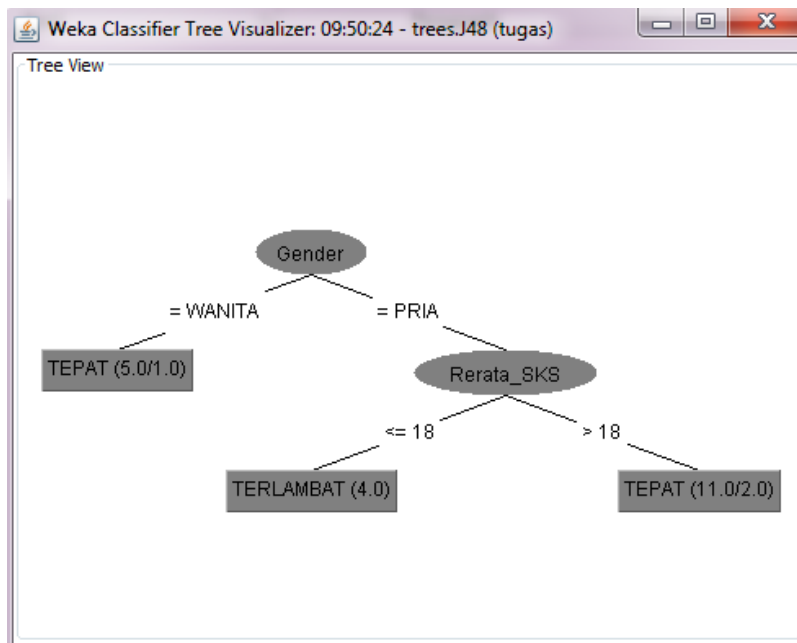 Weka Classifier Tree Visualizer: 09:50:24 - trees.J48 (tugas)
Tree View
Gender
= WANITA
= PRIA
TEPAT (5.0/1.0)
Rerata_SKS
<= 18
> 18
TERLAMBAT (4.0)
TEPAT (11.0/2.0)